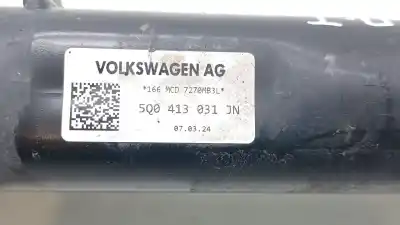 VOLKSWAGEN AG
*166 MCD 7270MB3L*
5Q0 413 031 JN
07.03.24